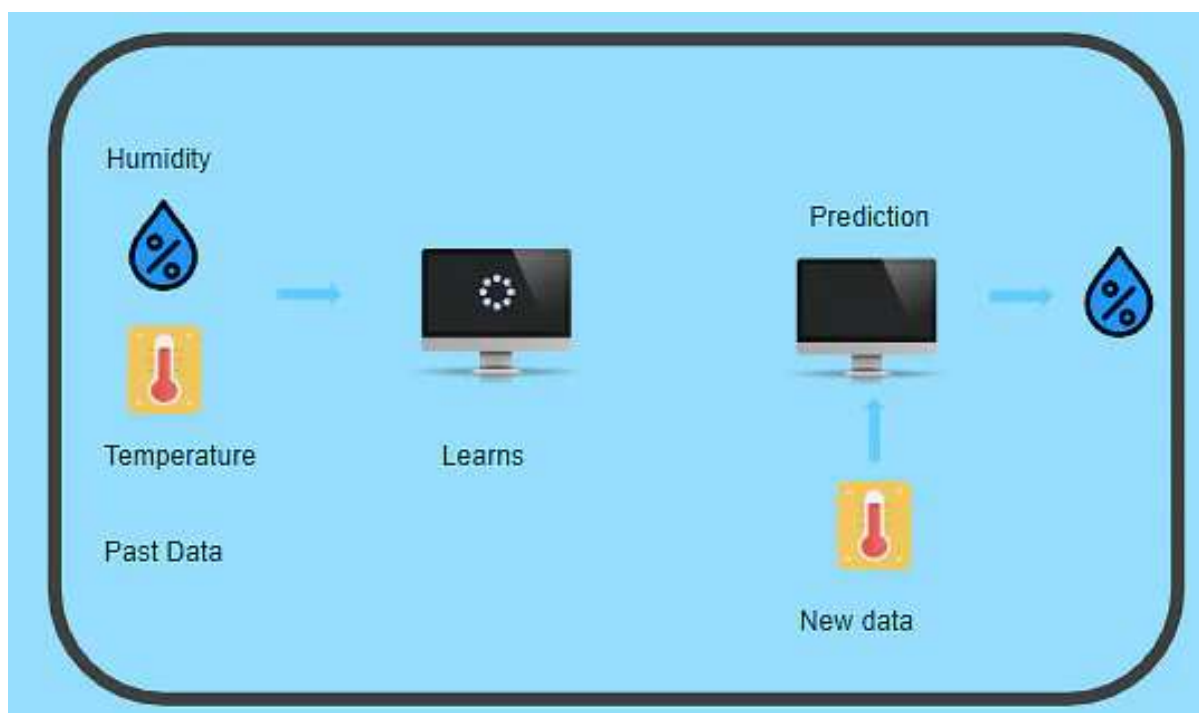 Humidity
Temperature
Past Data
Learns
Prediction
New data